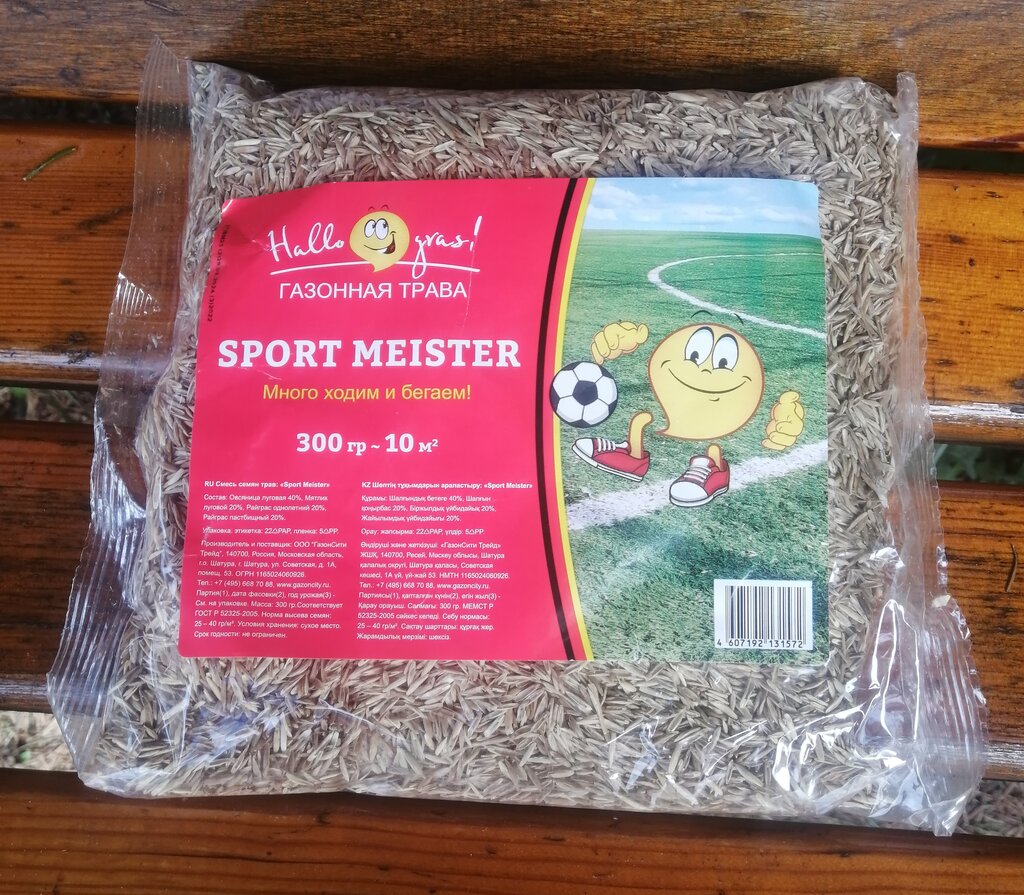 Hallo gras!
ГАЗОННАЯ ТРАВА
SPORT MEISTER
Много ходим и бегаем!
300 гр ~ 10 м²
RU Смесь семян трав: «Sport Meister»
Состав: Овсяница луговая 40%, Мятлик
луговой 20%, Райграс однолетний 20%,
Райграс пастбищный 20%.
Упаковка: этикетка: 22△PAP, пленка: 5△PP.
Производитель и поставщик: ООО "ГазонСити
Трейд", 140700, Россия, Московская область,
г.о. Шатура, г. Шатура, ул. Советская, д. 1А,
помещ. 53. ОГРН 1165024060926.
Тел.: +7 (495) 668 70 88, www.gazoncity.ru.
Партия(1), дата фасовки(2), год урожая(3) -
См. на упаковке. Масса: 300 гр.Соответствует
ГОСТ Р 52325-2005. Норма высева семян:
25 – 40 гр/м². Условия хранения: сухое место.
Срок годности: не ограничен.
KZ Шөптің тұқымдарын араластыру: «Sport Meister»
Құрамы: Шалғындық бетеге 40%, Шалғын
қоңырбас 20%, Біржылдық үйбидайық 20%,
Жайылымдық үйбидайығы 20%.
Орау: жапсырма: 22△PAP, үлдір: 5△PP.
Өндіруші және жеткізуші: «ГазонСити Трейд»
ЖШҚ, 140700, Ресей, Мәскеу облысы, Шатура
қалалық округі, Шатура қаласы, Советская
көшесі, 1А үй, үй-жай 53. НМТН 1165024060926.
Тел.: +7 (495) 668 70 88, www.gazoncity.ru.
Партиясы(1), қапталған күнін(2), егін жыл(3) -
Қарау орауыш. Салмағы: 300 гр. МЕМСТ Р
52325-2005 сәйкес келеді. Себу нормасы:
25 – 40 гр/м². Сақтау шарттары: құрғақ жер.
Жарамдылық мерзімі: шексіз.
4 607192 131572